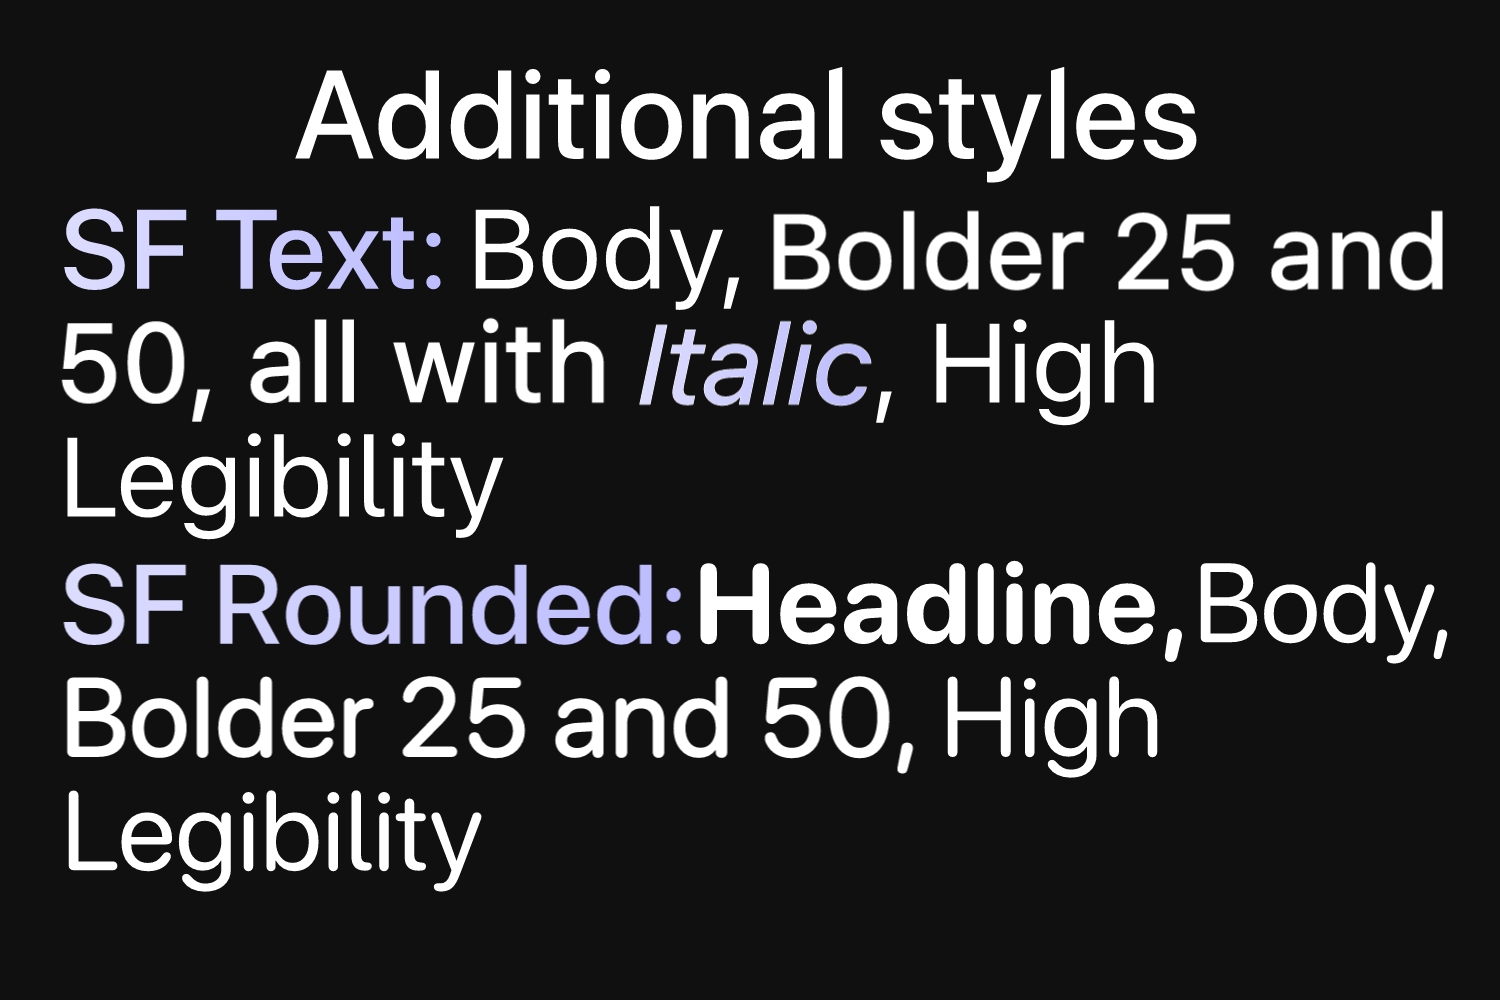 Additional styles
SF Text: Body, Bolder 25 and
50, all with Italic, High
Legibility
SF Rounded: Headline, Body,
Bolder 25 and 50, High
Legibility